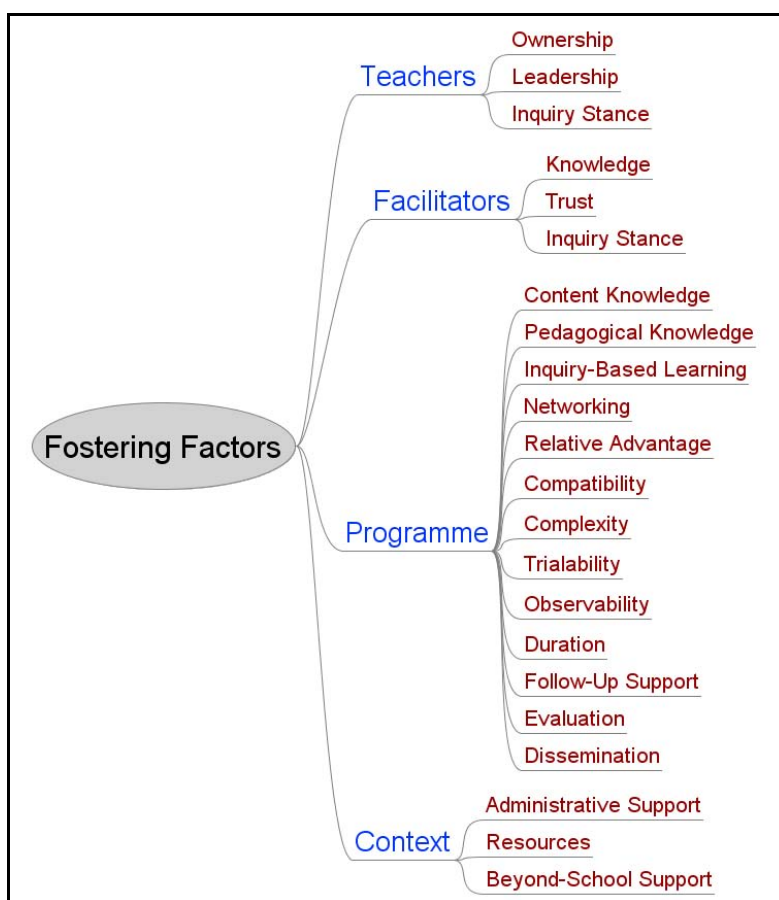 Fostering Factors
Teachers
Ownership
Leadership
Inquiry Stance
Facilitators
Knowledge
Trust
Inquiry Stance
Programme
Content Knowledge
Pedagogical Knowledge
Inquiry-Based Learning
Networking
Relative Advantage
Compatibility
Complexity
Trialability
Observability
Duration
Follow-Up Support
Evaluation
Dissemination
Context
Administrative Support
Resources
Beyond-School Support